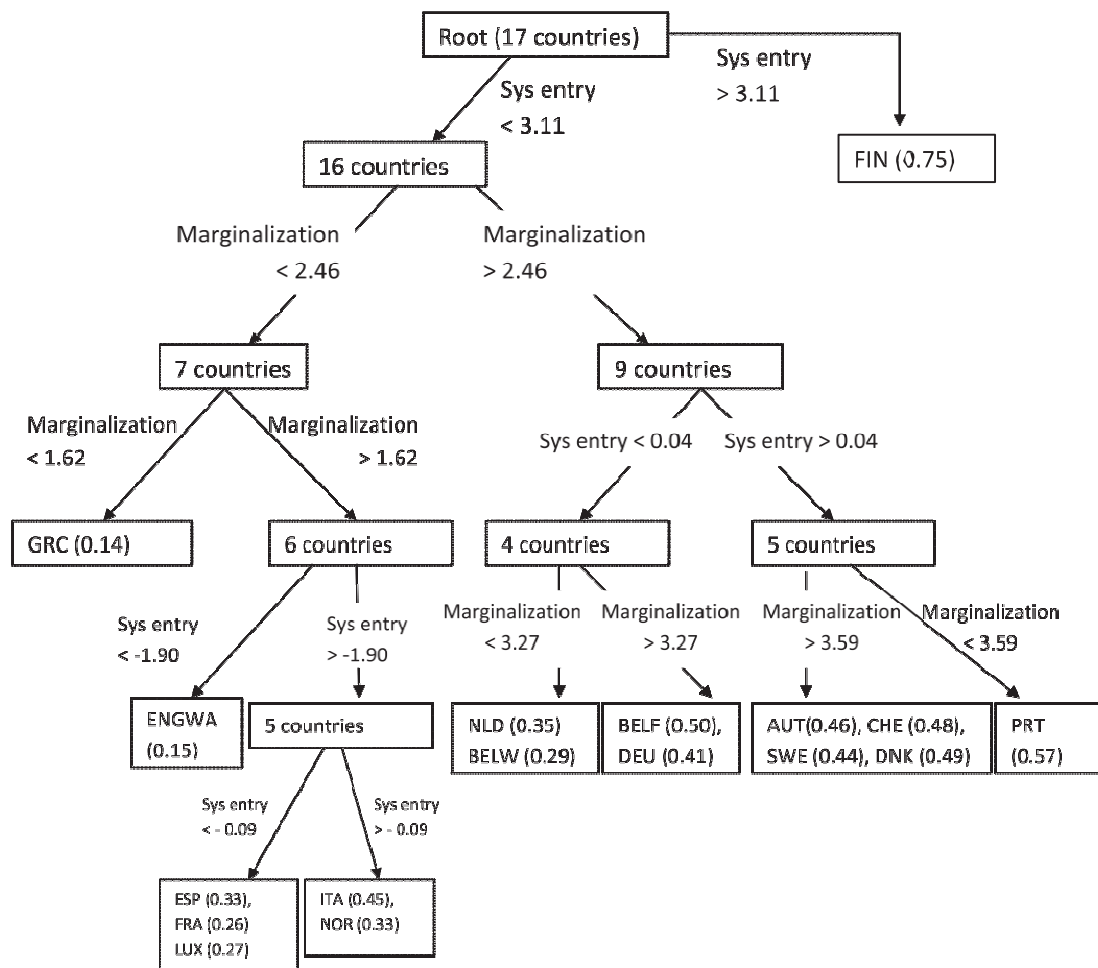 Root (17 countries)
Sys entry
> 3.11
Sys entry
< 3.11
FIN (0.75)
16 countries
Marginalization
< 2.46
Marginalization
> 2.46
7 countries
9 countries
Marginalization
< 1.62
Marginalization
> 1.62
Sys entry < 0.04
Sys entry > 0.04
GRC (0.14)
6 countries
4 countries
5 countries
Sys entry
< -1.90
Sys entry
> -1.90
Marginalization
< 3.27
Marginalization
> 3.27
Marginalization
> 3.59
Marginalization
< 3.59
ENGWA
(0.15)
5 countries
NLD (0.35)
BELW (0.29)
BELF (0.50),
DEU (0.41)
AUT(0.46), CHE (0.48),
SWE (0.44), DNK (0.49)
PRT
(0.57)
Sys entry
< - 0.09
Sys entry
> - 0.09
ESP (0.33),
FRA (0.26)
LUX (0.27)
ITA (0.45),
NOR (0.33)